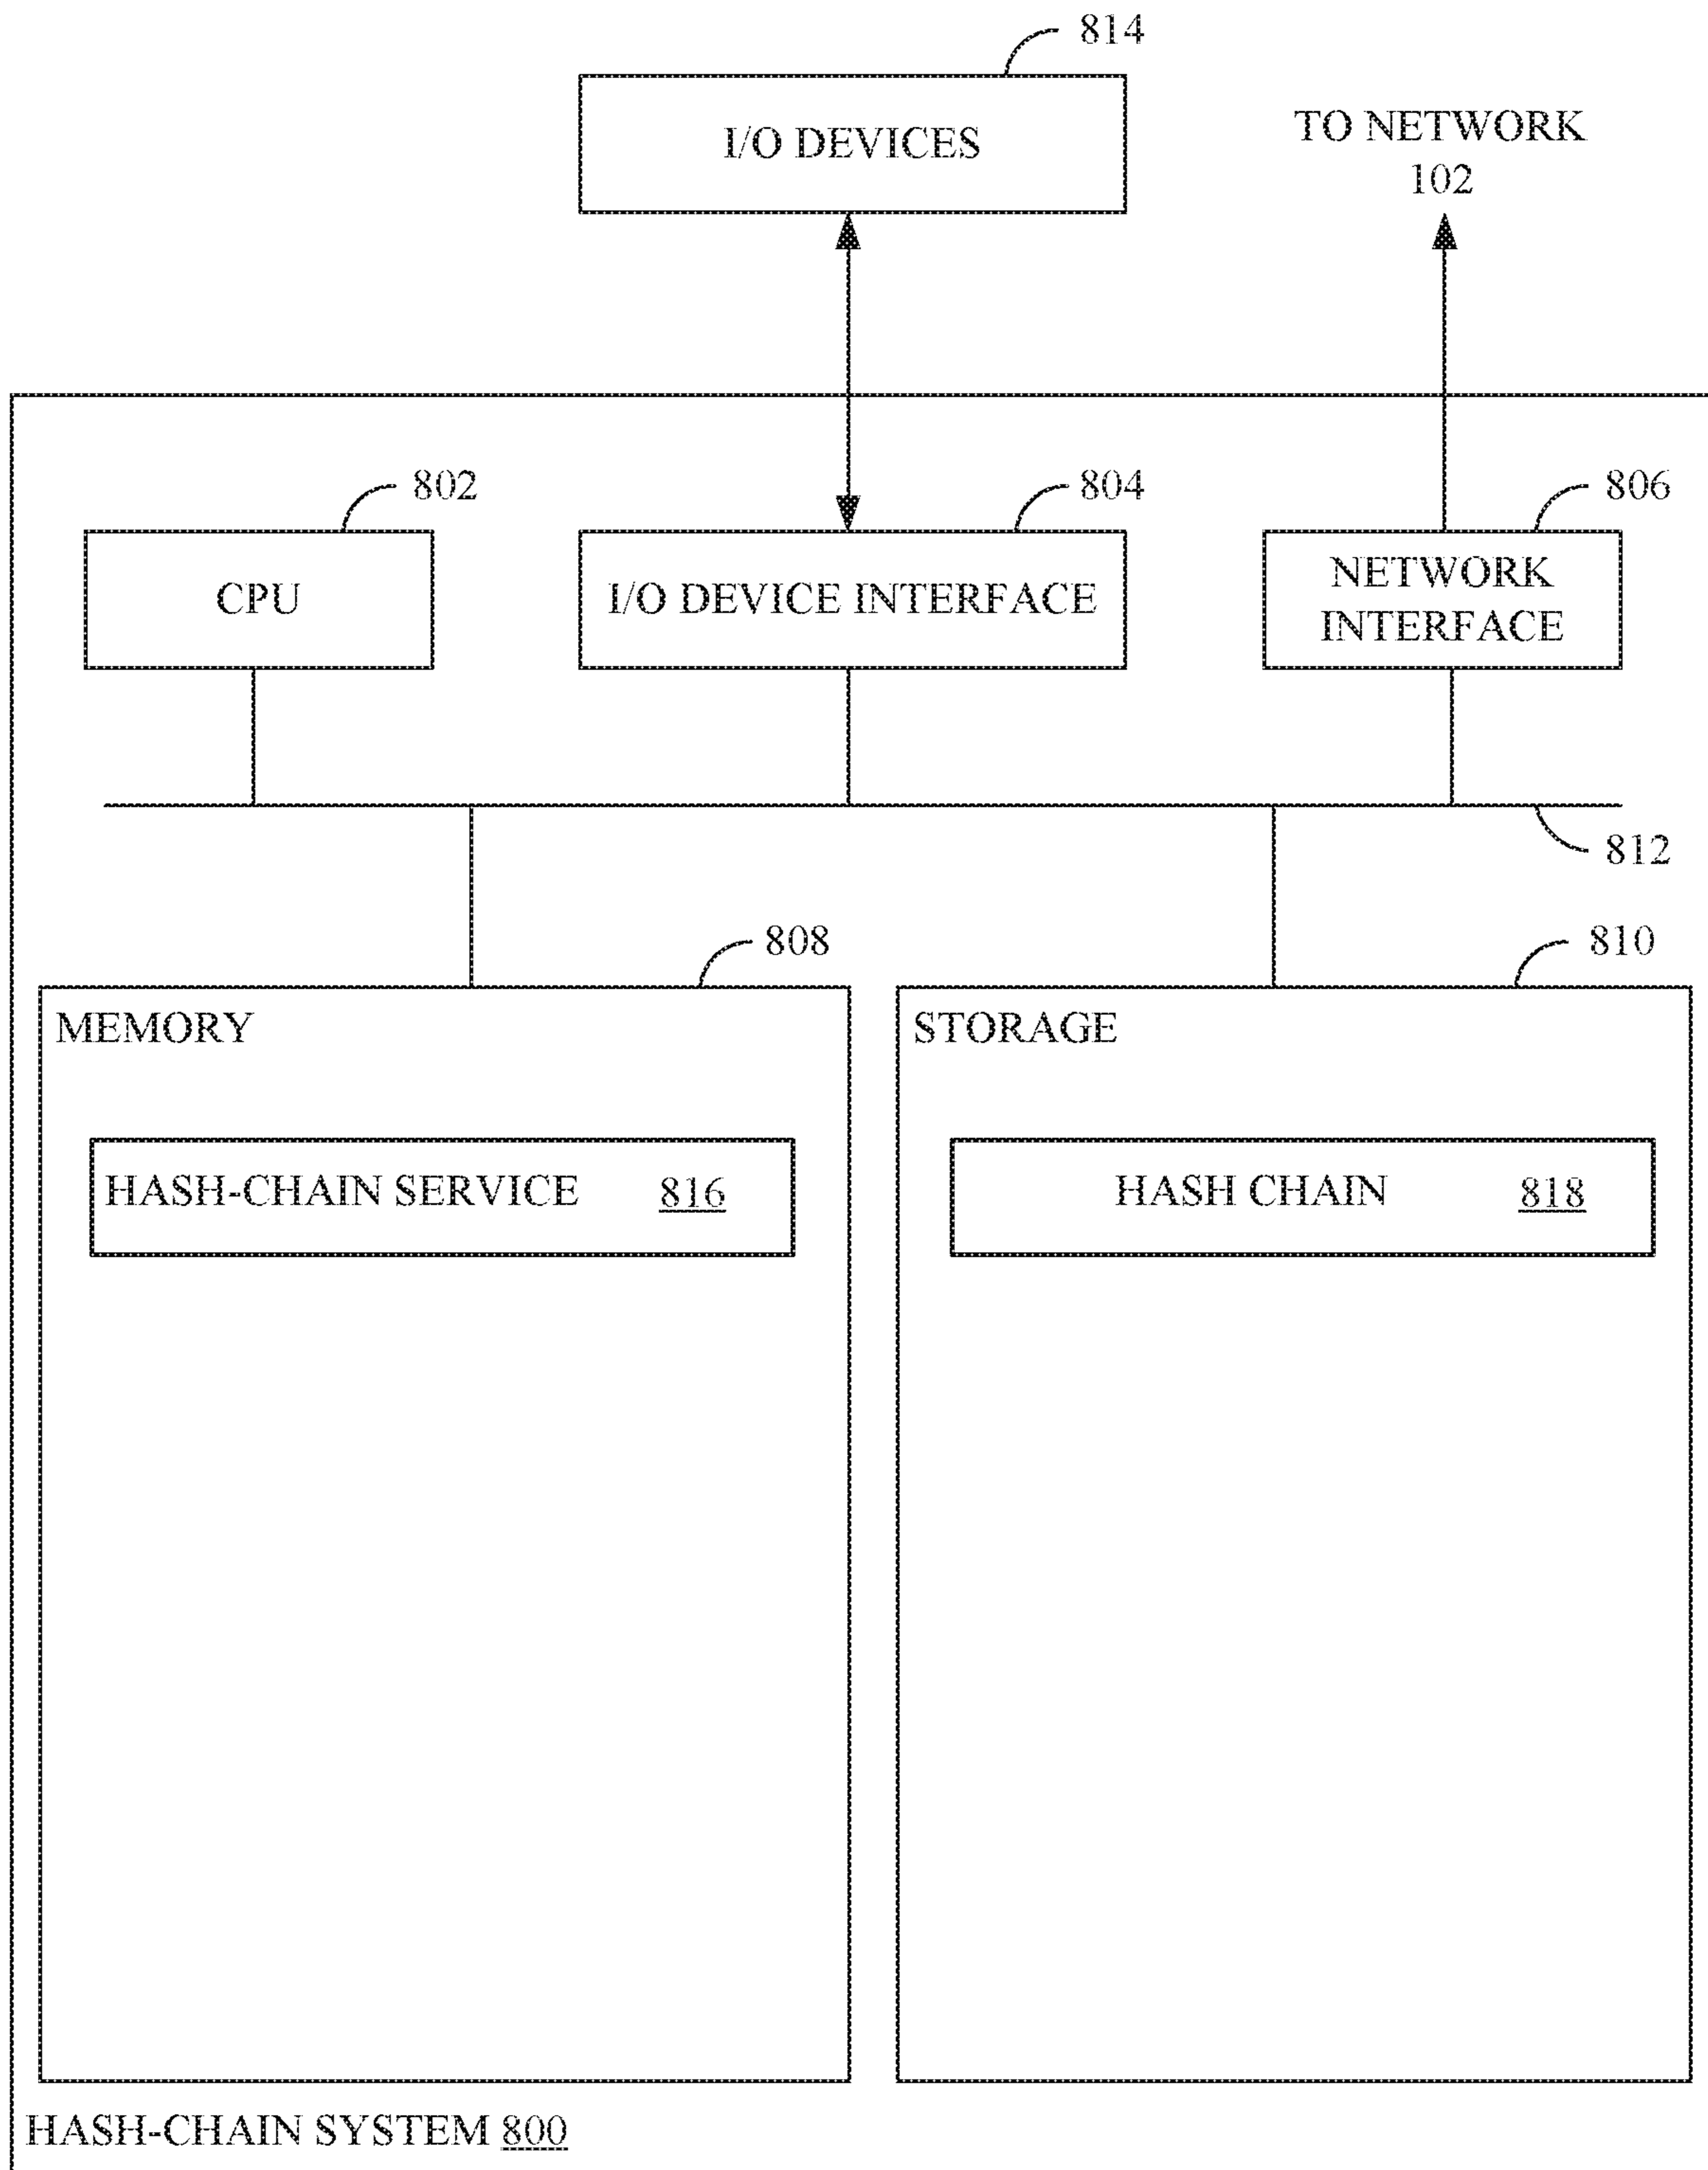 814
I/O DEVICES
TO NETWORK
102
802
804
806
CPU
I/O DEVICE INTERFACE
NETWORK
INTERFACE
812
808
810
MEMORY
STORAGE
HASH-CHAIN SERVICE 816
HASH CHAIN 818
HASH-CHAIN SYSTEM 800